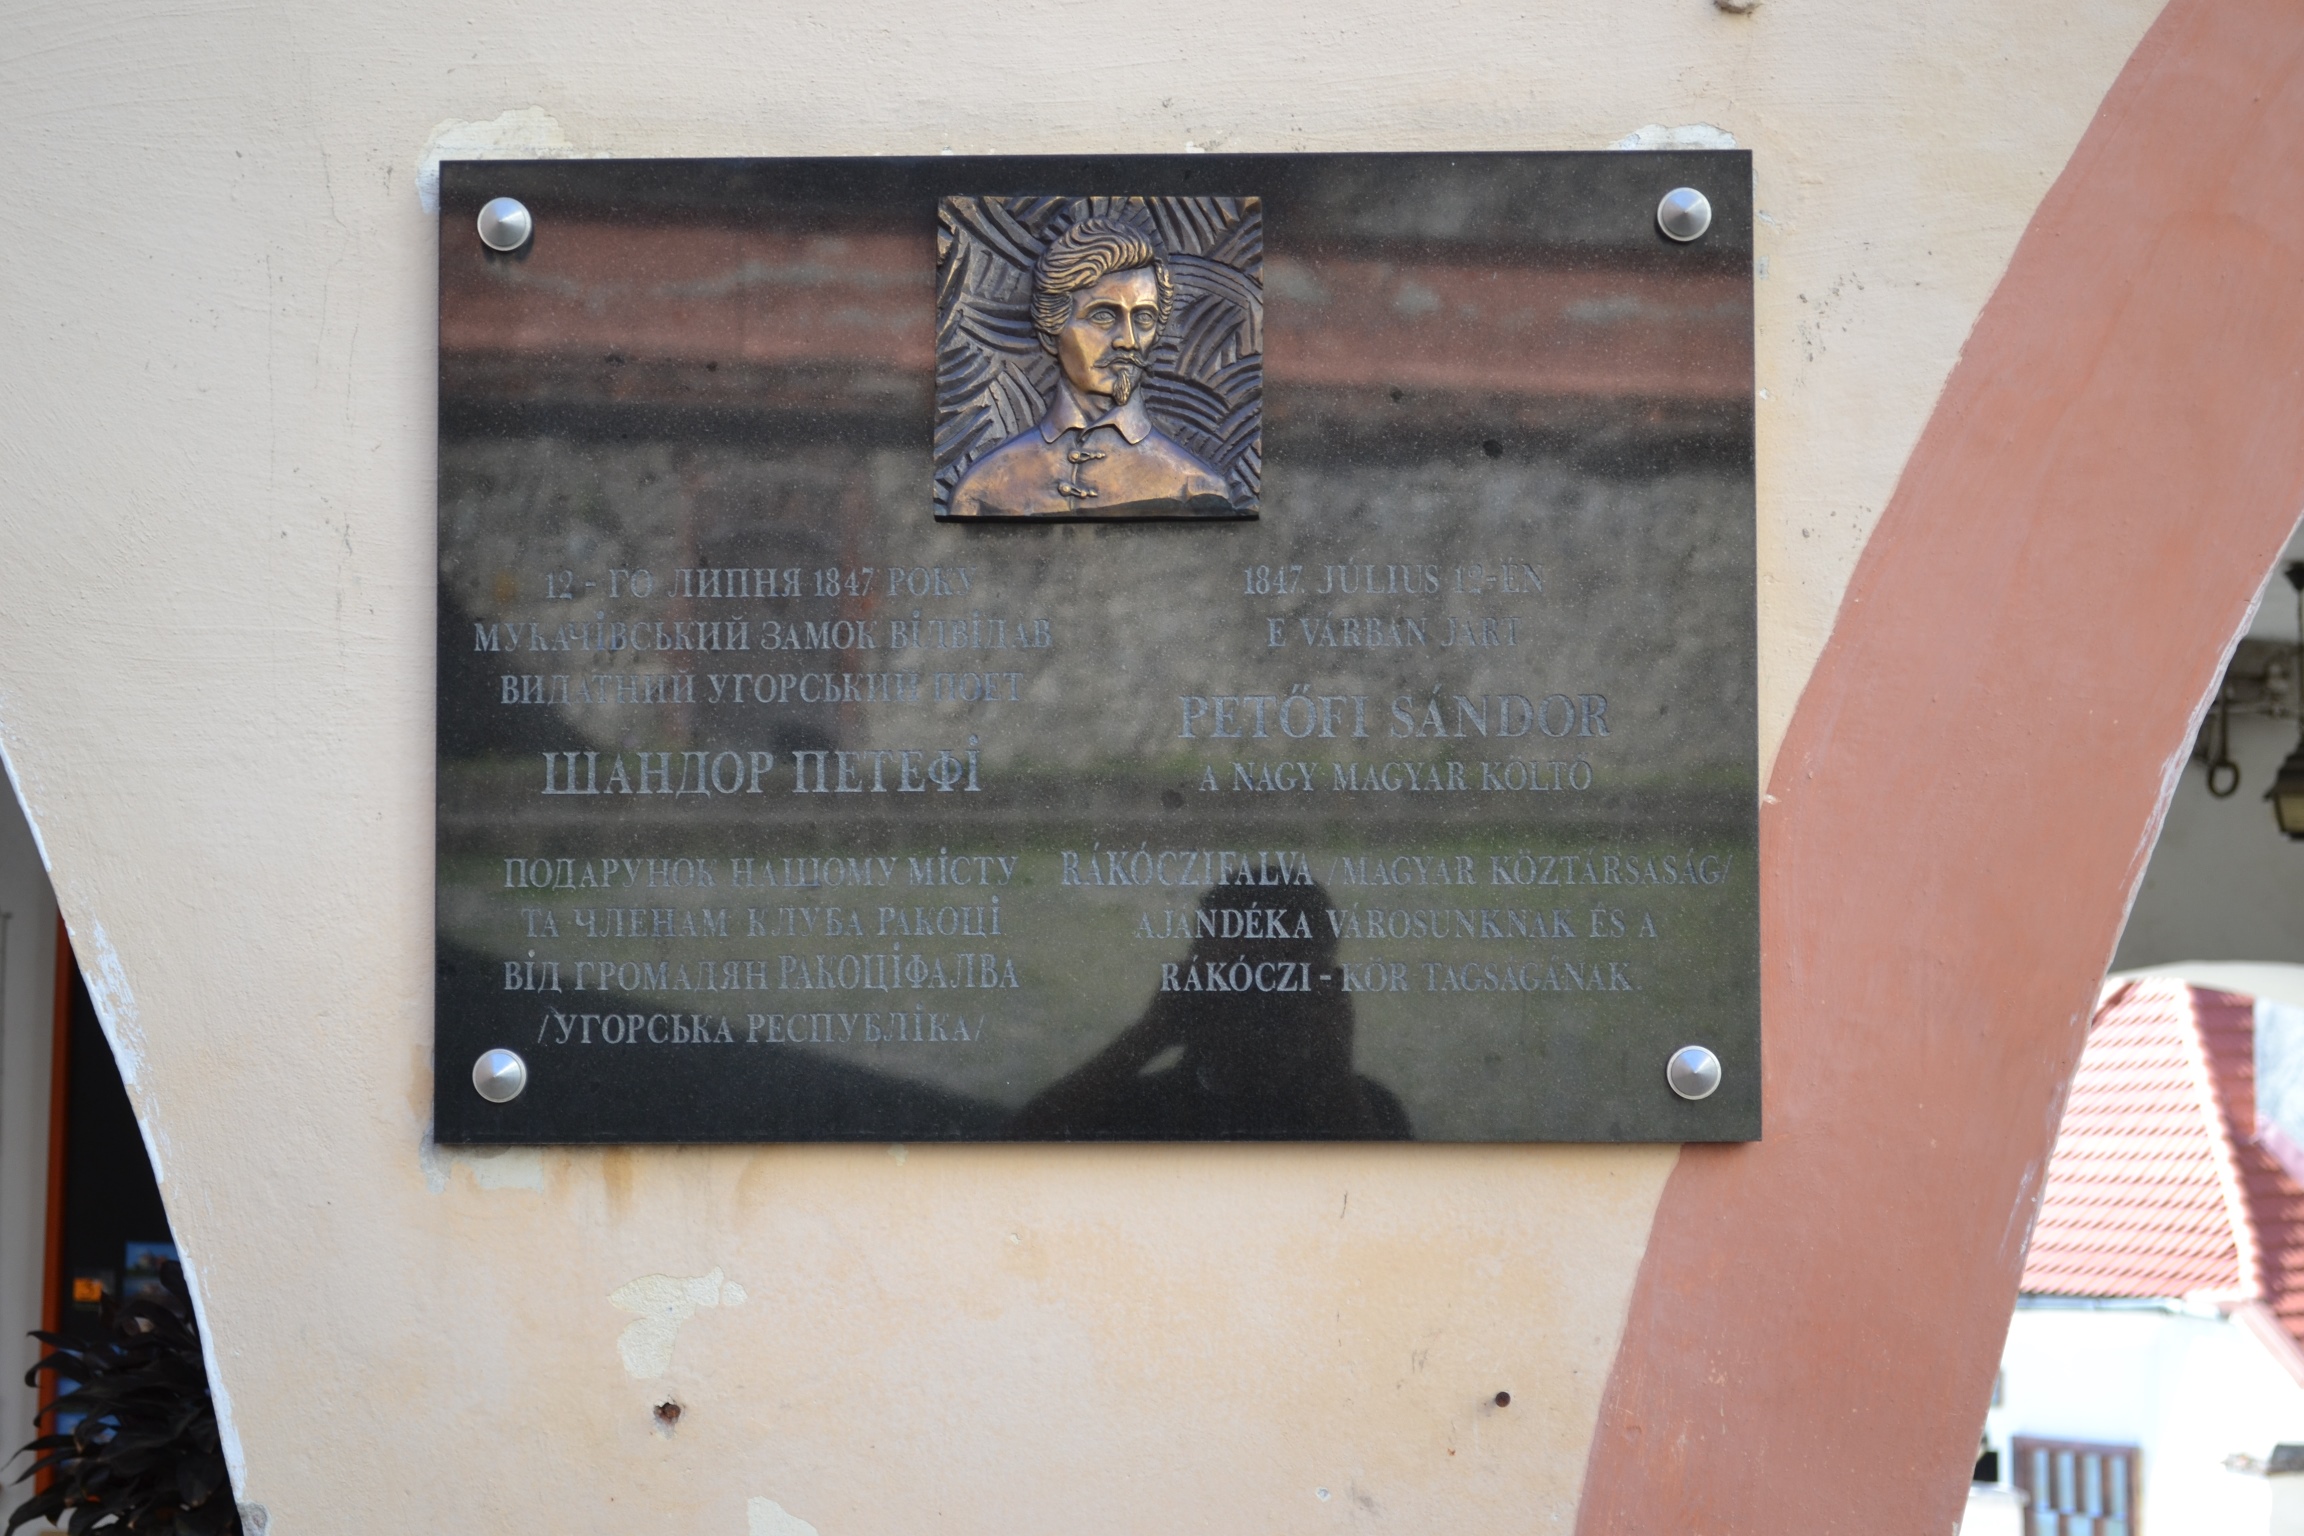 12-ГО ЛИПНЯ 1847 РОКУ
МУКАЧІВСЬКИЙ ЗАМОК ВІДВІДАВ
ВИДАТНИЙ УГОРСЬКИЙ ПОЕТ
ШАНДОР ПЕТЕФІ
ПОДАРУНОК НАШОМУ МІСТУ
ТА ЧЛЕНАМ КЛУБА РАКОЦІ
ВІД ГРОМАДЯН РАКОЦІФАЛВА
/УГОРСЬКА РЕСПУБЛІКА/
1847. JÚLIUS 12-ÉN
E VÁRBAN JÁRT
PETŐFI SÁNDOR
A NAGY MAGYAR KÖLTŐ
RÁKÓCZIFALVA /MAGYAR KÖZTÁRSASÁG/
AJÁNDÉKA VÁROSUNKNAK ÉS A
RÁKÓCZI-KÖR TAGSÁGÁNAK.